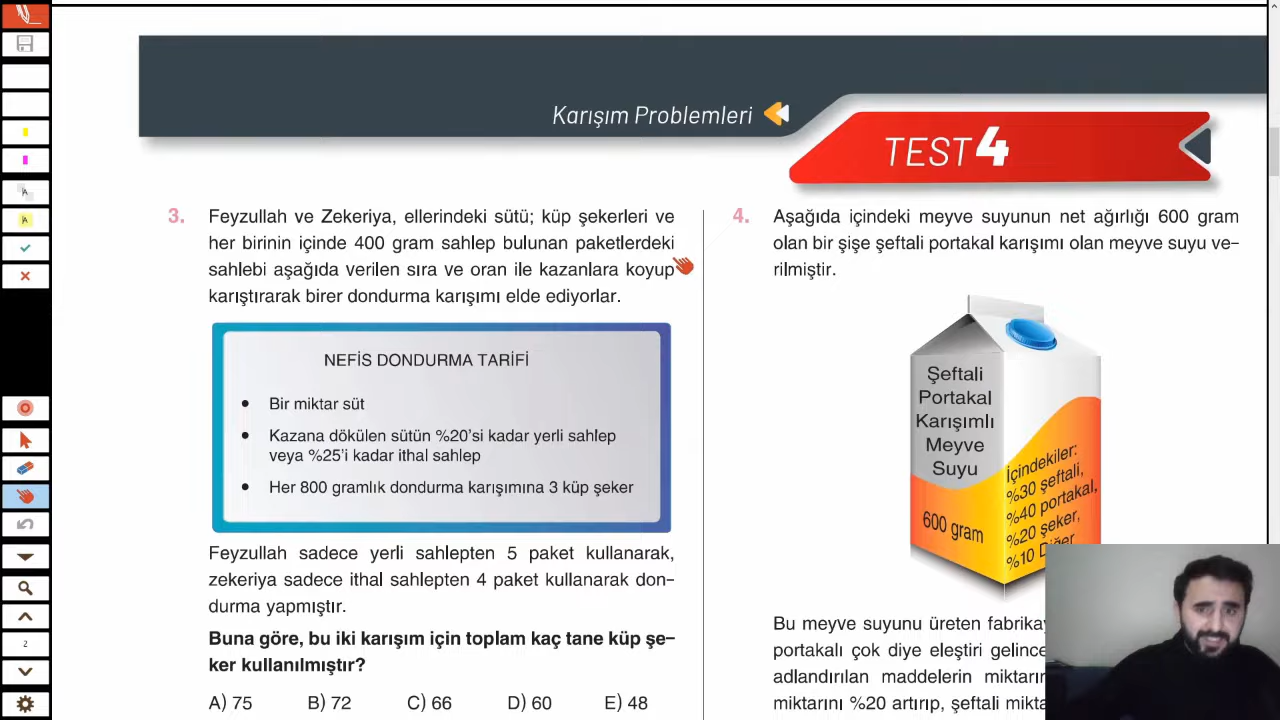 Karışım Problemleri
TEST 4
3. Feyzullah ve Zekeriya, ellerindeki sütü; küp şekerleri ve
her birinin içinde 400 gram sahlep bulunan paketlerdeki
sahlebi aşağıda verilen sıra ve oran ile kazanlara koyup
karıştırarak birer dondurma karışımı elde ediyorlar.
NEFİS DONDURMA TARİFİ
• Bir miktar süt
• Kazana dökülen sütün %20'si kadar yerli sahlep
veya %25'i kadar ithal sahlep
• Her 800 gramlık dondurma karışımına 3 küp şeker
Feyzullah sadece yerli sahlepten 5 paket kullanarak,
zekeriya sadece ithal sahlepten 4 paket kullanarak don-
durma yapmıştır.
Buna göre, bu iki karışım için toplam kaç tane küp şe-
ker kullanılmıştır?
A) 75 B) 72 C) 66 D) 60 E) 48
4. Aşağıda içindeki meyve suyunun net ağırlığı 600 gram
olan bir şişe şeftali portakal karışımı olan meyve suyu ve-
rilmiştir.
Şeftali
Portakal
Karışımlı
Meyve
Suyu
600 gram
İçindekiler:
%30 şeftali,
%40 portakal,
%20 şeker,
%10 Diğer
Bu meyve suyunu üreten
portakalı çok diye eleştiri gelince
adlandırılan maddelerin
miktarını %20 artırıp, şeftali
2